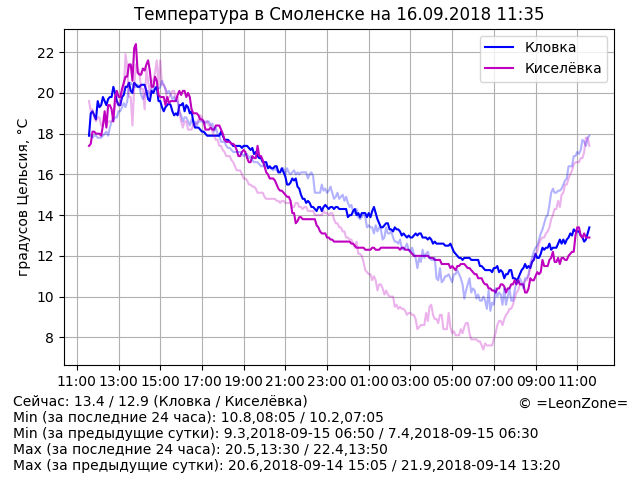 Температура в Смоленске на 16.09.2018 11:35
градусов Цельсия, °C
22
20
18
16
14
12
10
8
Кловка
Киселёвка
11:00 13:00 15:00 17:00 19:00 21:00 23:00 01:00 03:00 05:00 07:00 09:00 11:00
Сейчас: 13.4 / 12.9 (Кловка / Киселёвка)
© =LeonZone=
Min (за последние 24 часа): 10.8,08:05 / 10.2,07:05
Min (за предыдущие сутки): 9.3,2018-09-15 06:50 / 7.4,2018-09-15 06:30
Max (за последние 24 часа): 20.5,13:30 / 22.4,13:50
Max (за предыдущие сутки): 20.6,2018-09-14 15:05 / 21.9,2018-09-14 13:20